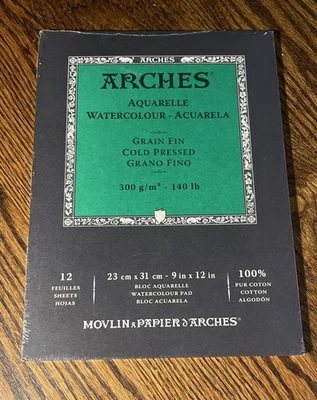 ARCHES
ARCHES®
AQUARELLE
WATERCOLOUR - ACUARELA
GRAIN FIN
COLD PRESSED
GRANO FINO
300 g/m² - 140 lb
12
FEUILLES
SHEETS
HOJAS
23 cm x 31 cm - 9 in x 12 in
BLOC AQUARELLE
WATERCOLOUR PAD
BLOC ACUARELA
100%
PUR COTON
COTTON
ALGODÓN
MOVLIN & PAPIER D'ARCHES®